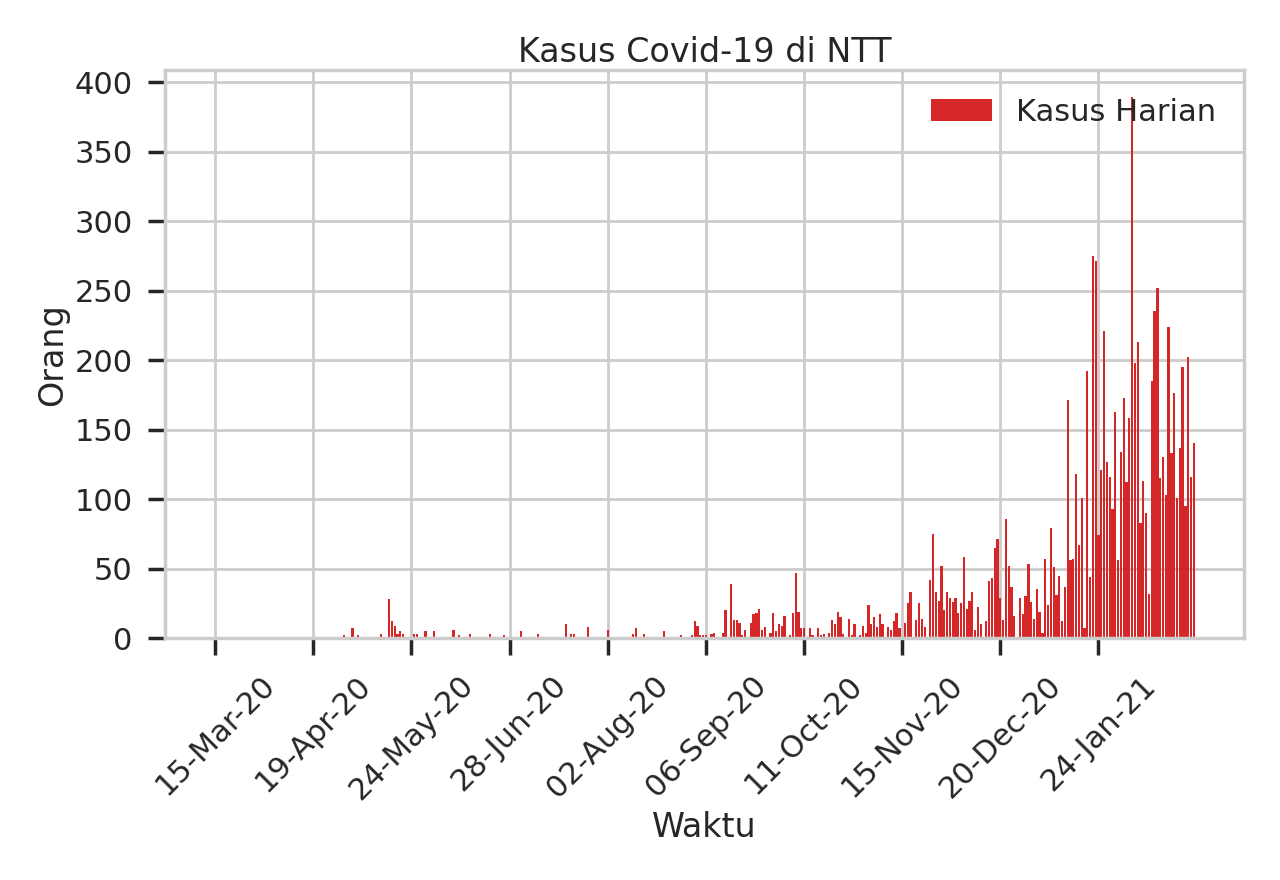 Kasus Covid-19 di NTT
Kasus Harian
Orang
400
350
300
250
200
150
100
50
0
15-Mar-20
19-Apr-20
24-May-20
28-Jun-20
02-Aug-20
06-Sep-20
11-Oct-20
15-Nov-20
20-Dec-20
24-Jan-21
Waktu